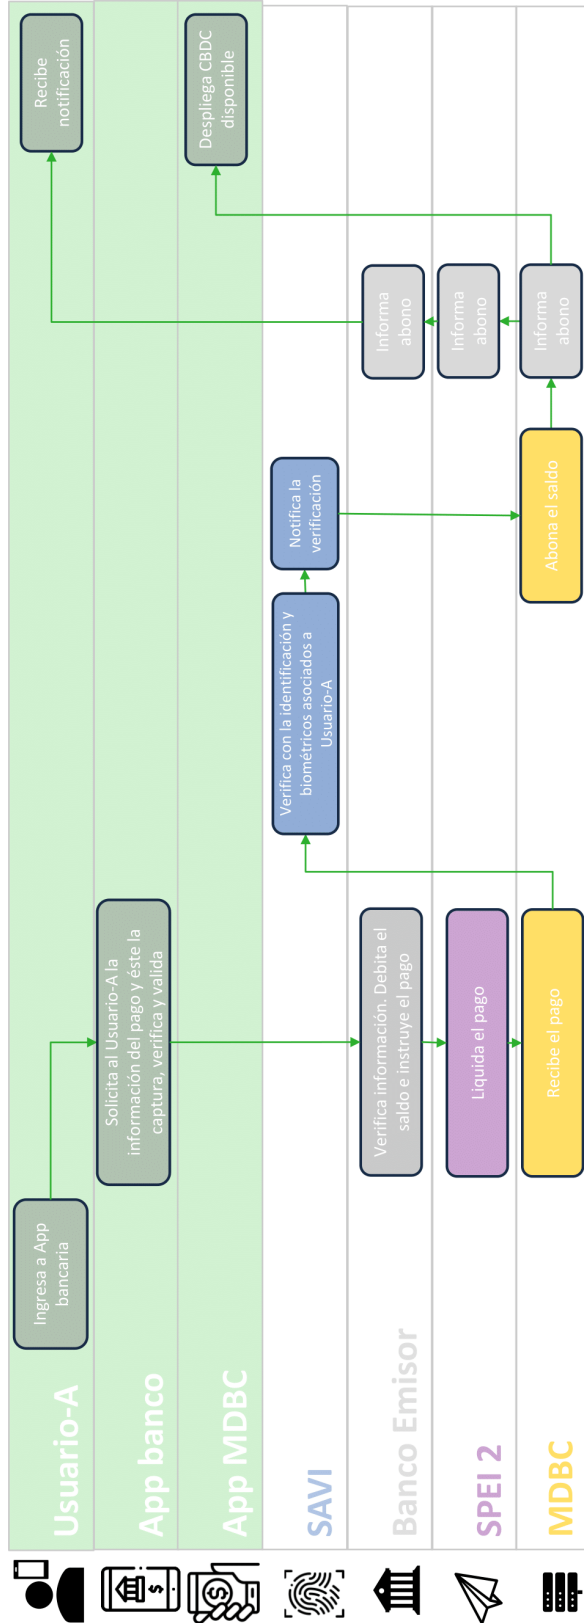 Usuario-A
Ingresa a App
bancaria
Recibe
notificación
App banco
Solicita al Usuario-A la
información del pago y éste la
captura, verifica y valida
App MDBC
Despliega CBDC
disponible
SAVI
Verifica con la identificación y
biométricos asociados a
Usuario-A
Notifica la
verificación
Banco Emisor
Verifica información. Debita el
saldo e instruye el pago
Informa
abono
SPEI 2
Liquida el pago
Informa
abono
MDBC
Recibe el pago
Abona el saldo
Informa
abono